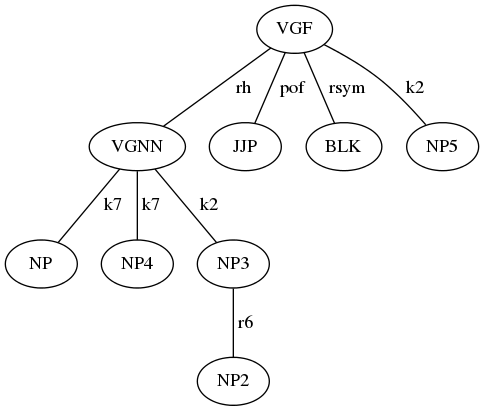 VGF
rh pof rsym k2
VGNN JJP BLK NP5
k7 k7 k2
NP NP4 NP3
r6
NP2